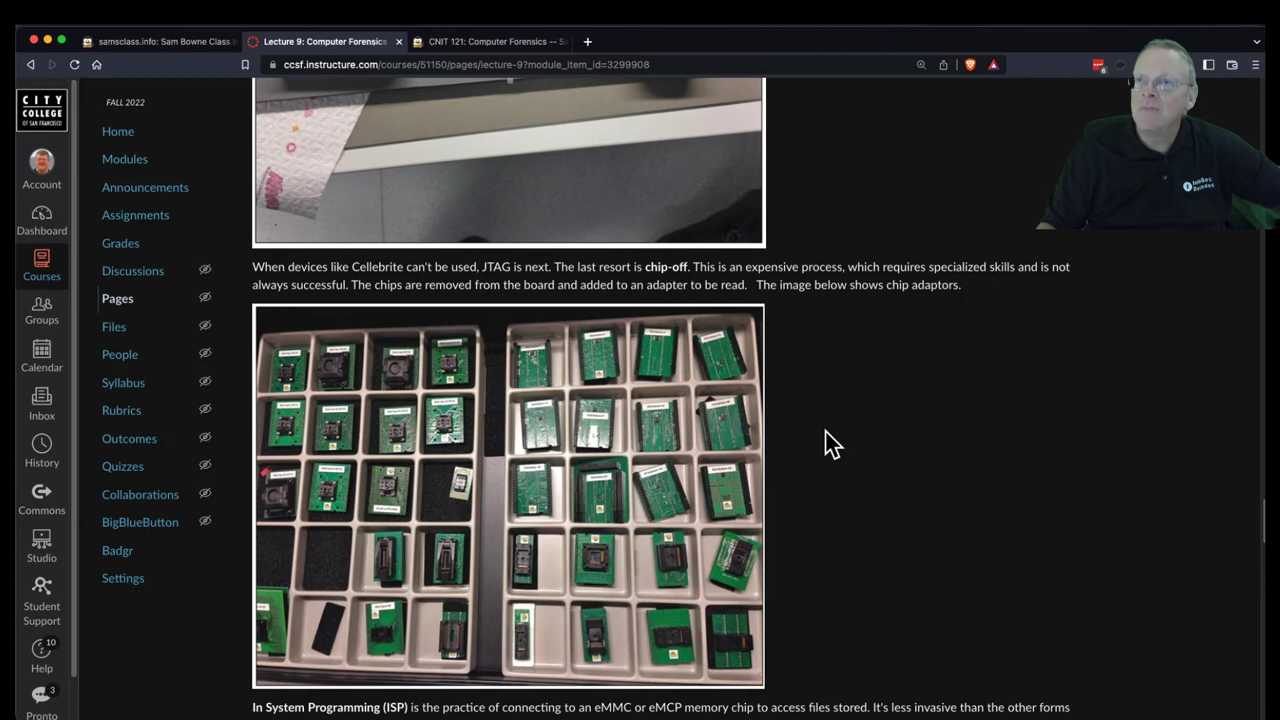 samsclass.info: Sam Bowne Class I
Lecture 9: Computer Forensics
CNIT 121: Computer Forensics -- Sa
ccsf.instructure.com/courses/51150/pages/lecture-9?module_item_id=3299908
6
CITY
COLLEGE
OF SAN FRANCISCO
Account
Dashboard
Courses
Groups
Calendar
Inbox
History
Commons
Studio
Student
Support
10
Help
3
Pronto
FALL 2022
Home
Modules
Announcements
Assignments
Grades
Discussions
Pages
Files
People
Syllabus
Rubrics
Outcomes
Quizzes
Collaborations
BigBlueButton
Badgr
Settings
When devices like Cellebrite can't be used, JTAG is next. The last resort is chip-off. This is an expensive process, which requires specialized skills and is not
always successful. The chips are removed from the board and added to an adapter to be read. The image below shows chip adaptors.
In System Programming (ISP) is the practice of connecting to an eMMC or eMCP memory chip to access files stored. It's less invasive than the other forms